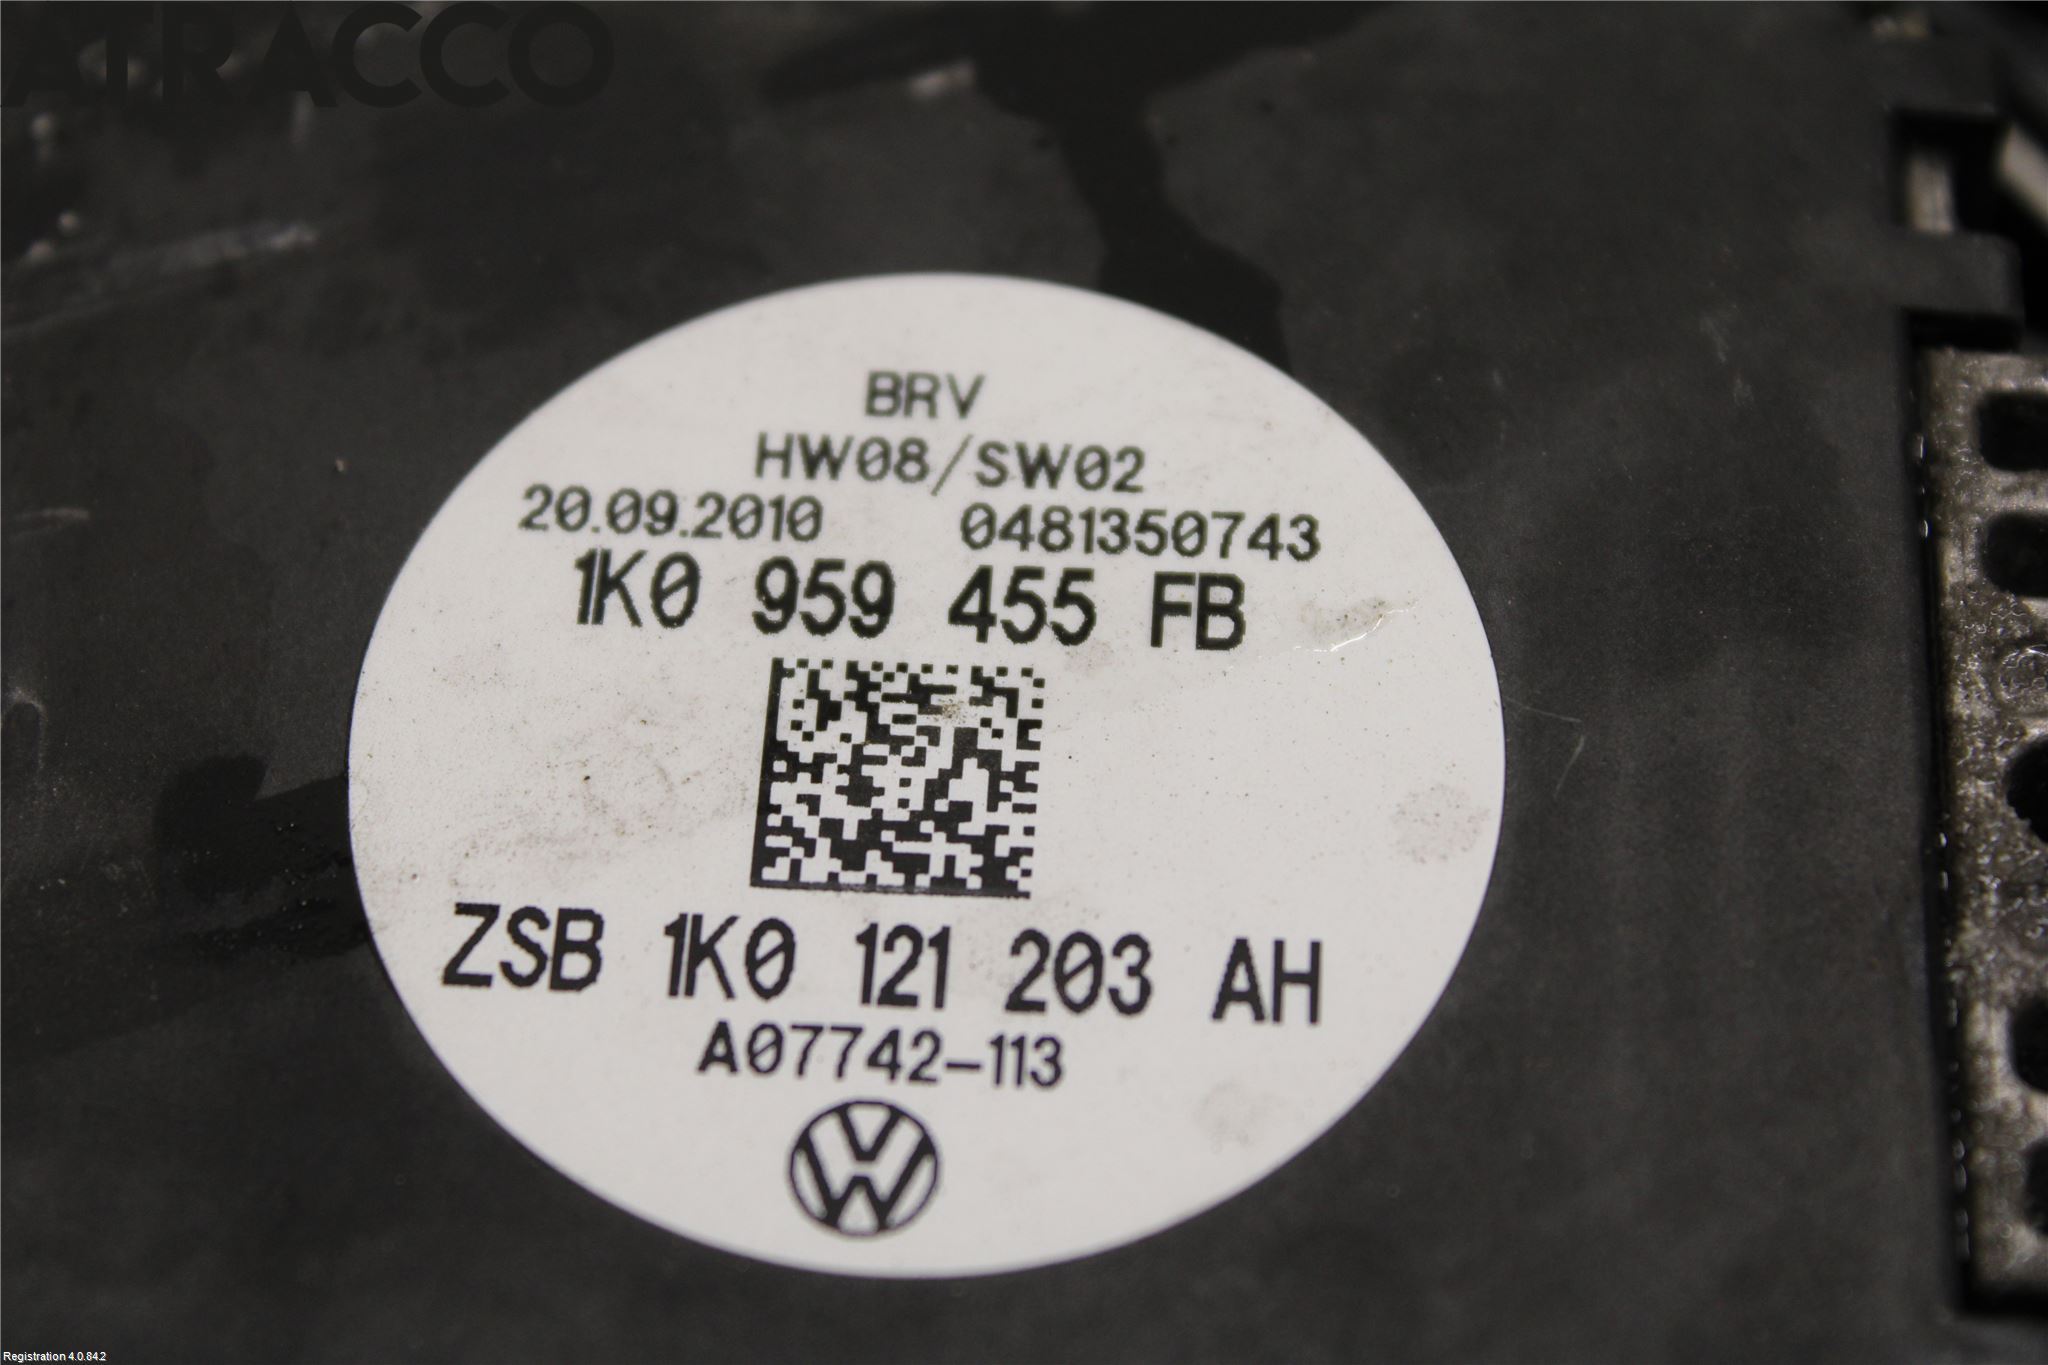 ATRACCO
BRV
HW08/SW02
20.09.2010 0481350743
1K0 959 455 FB
ZSB 1K0 121 203 AH
A07742-113
Registration 4.0.84.2